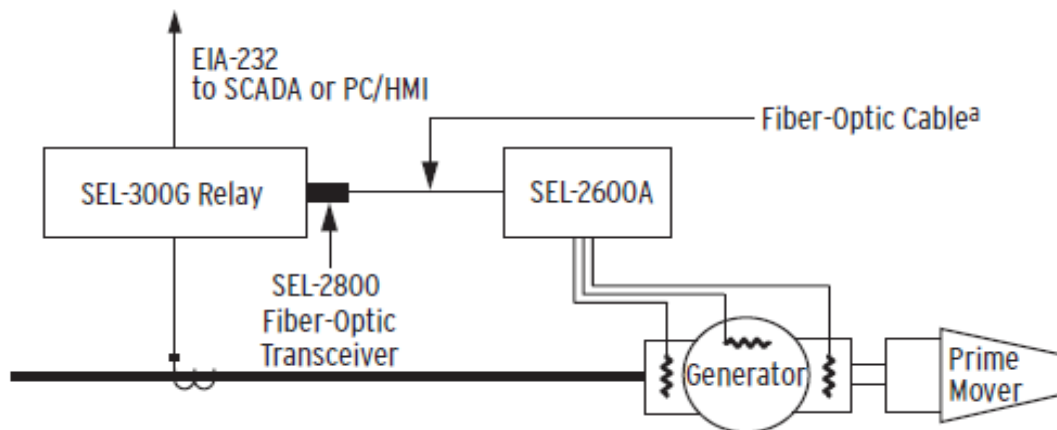 EIA-232
to SCADA or PC/HMI
Fiber-Optic Cableª
SEL-300G Relay
SEL-2600A
SEL-2800
Fiber-Optic
Transceiver
Generator
Prime
Mover